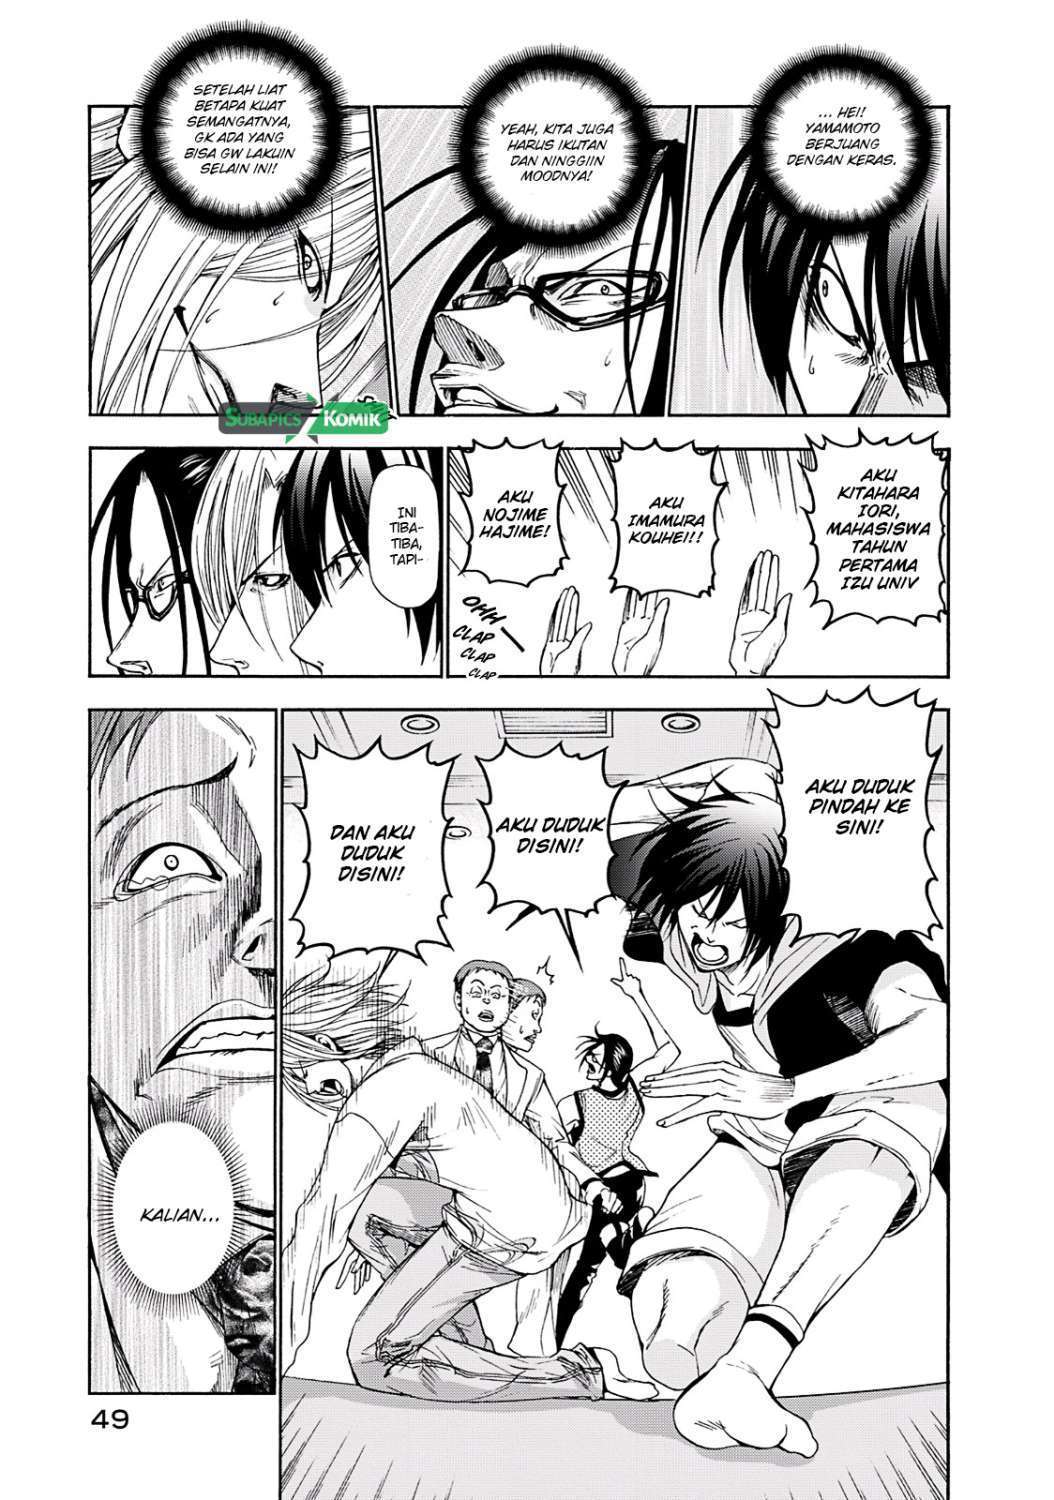 ... HEI!
YAMAMOTO
BERJUANG
DENGAN KERAS.
YEAH, KITA JUGA
HARUS IKUTAN
DAN NINGGIIN
MOODNYA!
SETELAH LIAT
BETAPA KUAT
SEMANGATNYA,
GK ADA YANG
BISA GW LAKUIN
SELAIN INI!
SUBAPICS KOMIK
AKU
KITAHARA
IORI,
MAHASISWA
TAHUN
PERTAMA
IZU UNIV
AKU
IMAMURA
KOUHEI!!
AKU
NOJIME
HAJIME!
OHH
CLAP
CLAP
CLAP
INI
TIBA-
TIBA,
TAPI-
AKU DUDUK
PINDAH KE
SINI!
AKU DUDUK
DISINI!
DAN AKU
DUDUK
DISINI!
KALIAN...
49